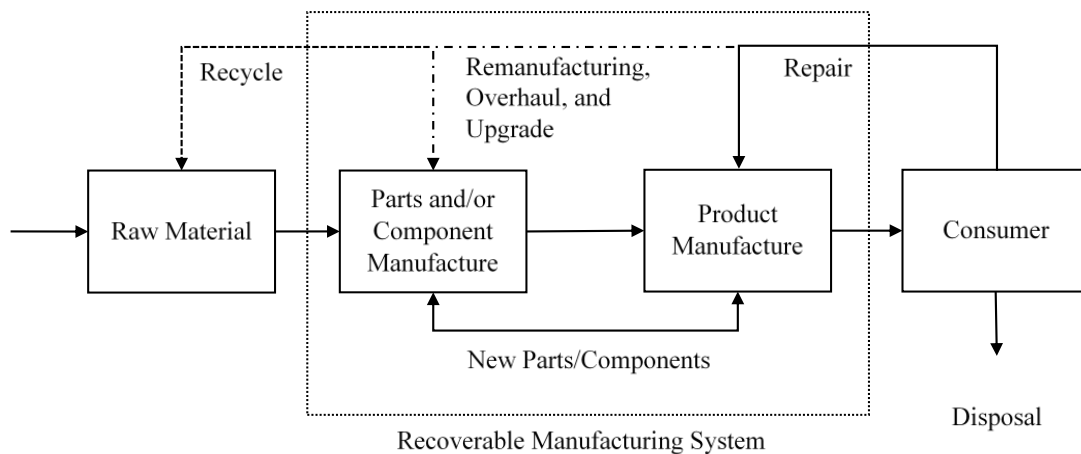 Recycle
Remanufacturing,
Overhaul, and
Upgrade
Repair
Raw Material
Parts and/or
Component
Manufacture
Product
Manufacture
Consumer
New Parts/Components
Disposal
Recoverable Manufacturing System